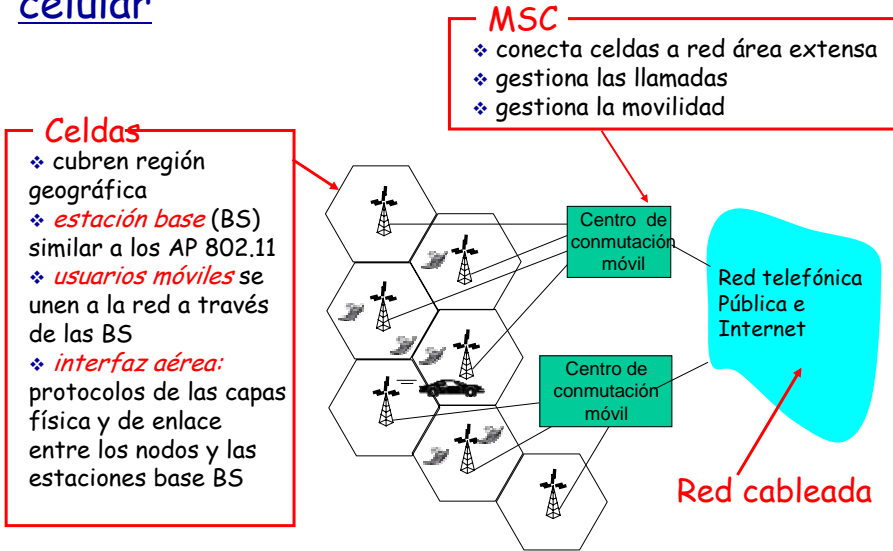 celular
MSC
❖ conecta celdas a red área extensa
❖ gestiona las llamadas
❖ gestiona la movilidad
Celdas
❖ cubren región
geográfica
❖ estación base (BS)
similar a los AP 802.11
❖ usuarios móviles se
unen a la red a través
de las BS
❖ interfaz aérea:
protocolos de las capas
física y de enlace
entre los nodos y las
estaciones base BS
Centro de
conmutación
móvil
Centro de
conmutación
móvil
Red telefónica
Pública e
Internet
Red cableada